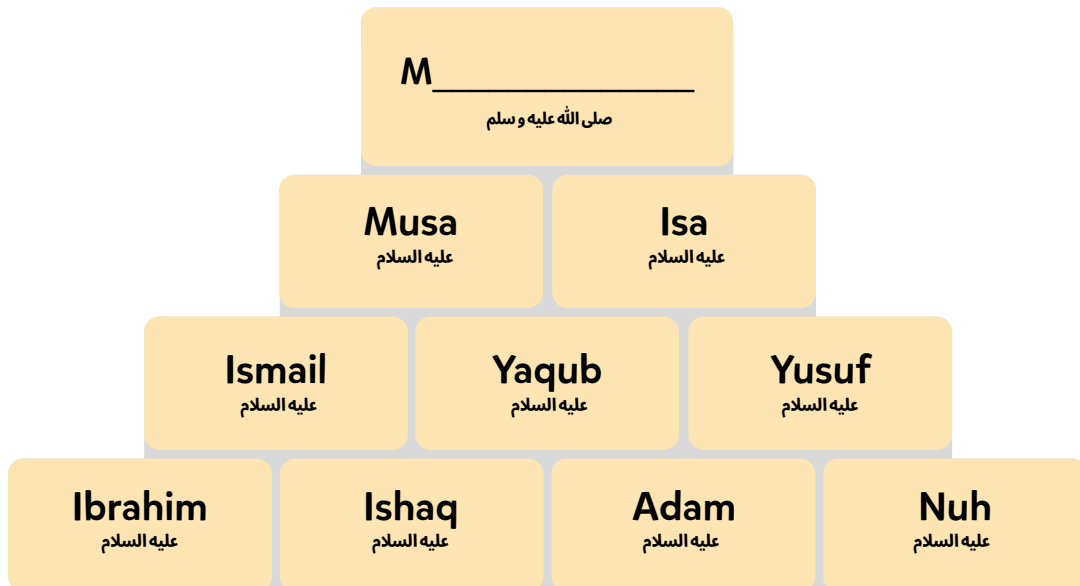 M__________________
صلى الله عليه و سلم
Musa
عليه السلام
Isa
عليه السلام
Ismail
عليه السلام
Yaqub
عليه السلام
Yusuf
عليه السلام
Ibrahim
عليه السلام
Ishaq
عليه السلام
Adam
عليه السلام
Nuh
عليه السلام